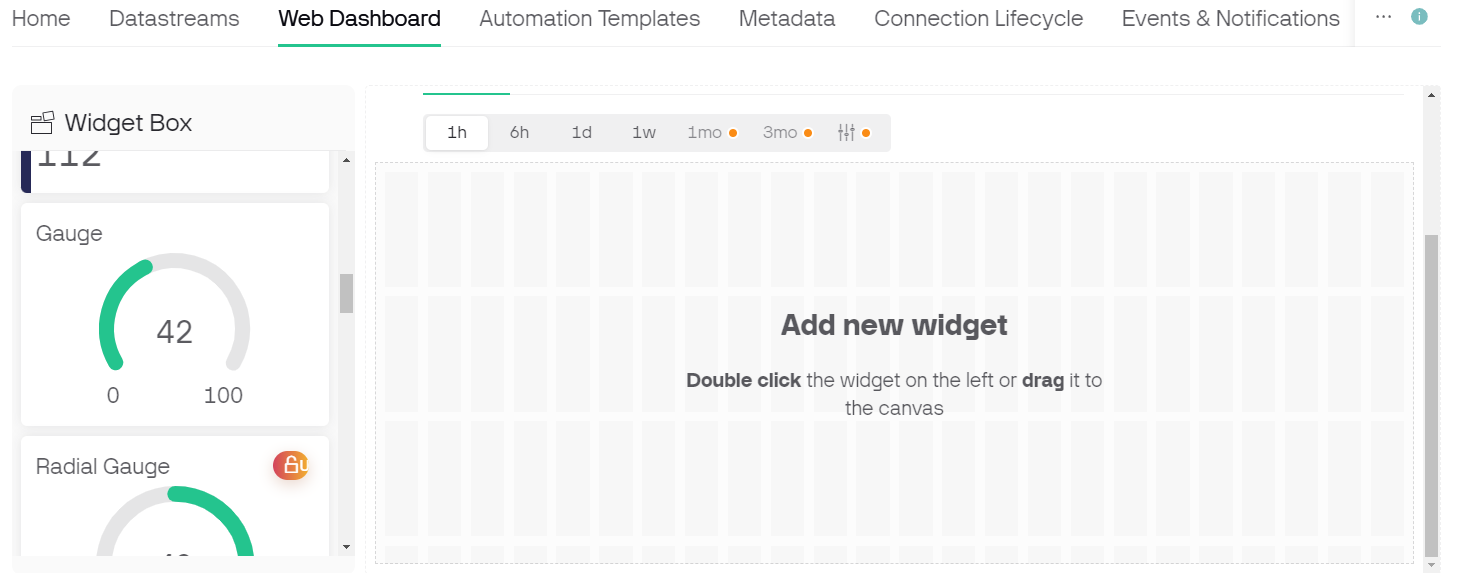 Home Datastreams Web Dashboard Automation Templates Metadata Connection Lifecycle Events & Notifications ...
Widget Box
112
Gauge
42
0 100
Radial Gauge
1h 6h 1d 1w 1mo 3mo
Add new widget
Double click the widget on the left or drag it to
the canvas